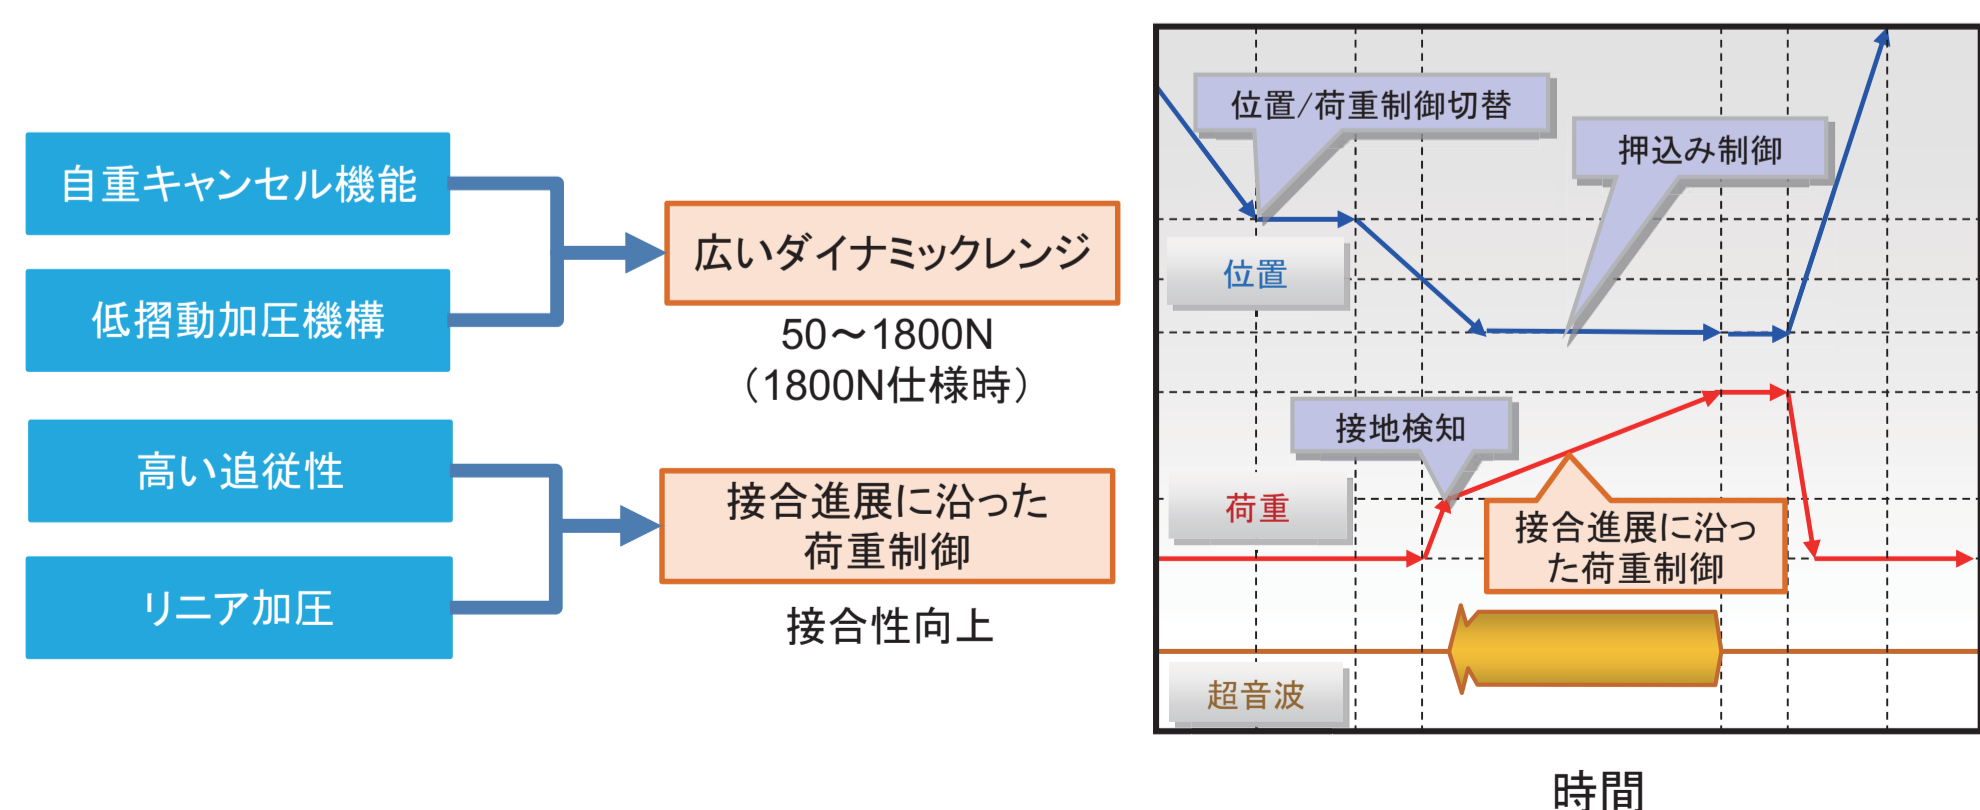 自重キャンセル機能
低摺動加圧機構
広いダイナミックレンジ
50～1800N
（1800N仕様時）
高い追従性
リニア加圧
接合進展に沿った
荷重制御
接合性向上
位置/荷重制御切替
押込み制御
位置
接地検知
荷重
接合進展に沿っ
た荷重制御
超音波
時間